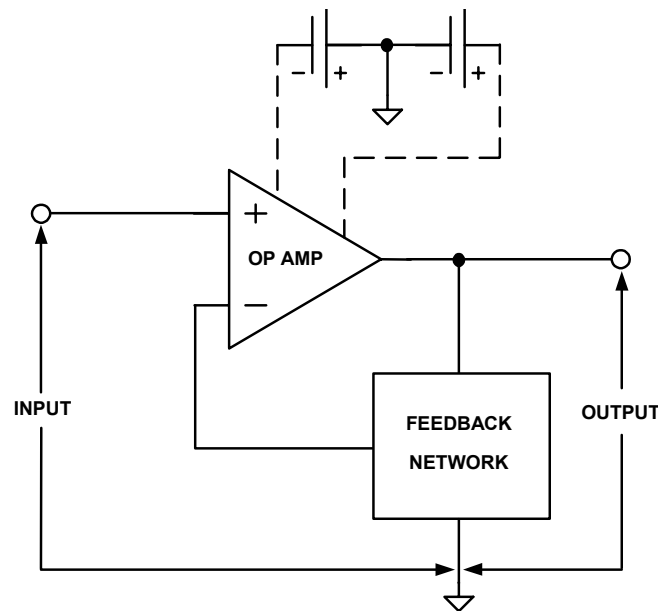 - +
- +
+
OP AMP
−
INPUT
FEEDBACK
NETWORK
OUTPUT